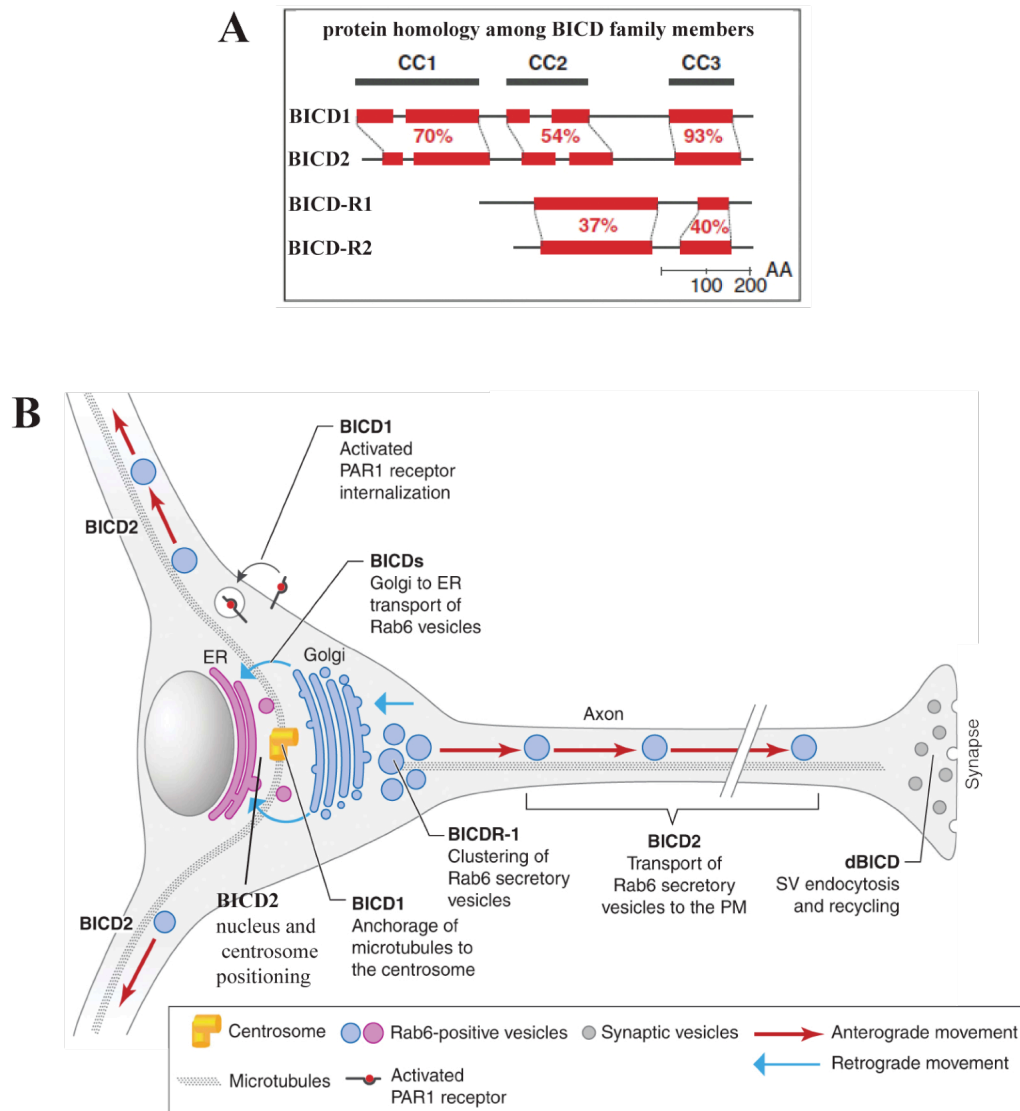 A
protein homology among BICD family members
CC1 CC2 CC3
BICD1
70% 54% 93%
BICD2
BICD-R1
37% 40%
BICD-R2
AA
100 200
B
BICD1
Activated
PAR1 receptor
internalization
BICD2
BICDs
Golgi to ER
transport of
Rab6 vesicles
ER
Golgi
Axon
Synapse
BICDR-1
Clustering of
Rab6 secretory
vesicles
BICD2
Transport of
Rab6 secretory
vesicles to the PM
dBICD
SV endocytosis
and recycling
BICD2
BICD2
nucleus and
centrosome
positioning
BICD1
Anchorage of
microtubules to
the centrosome
Centrosome
Rab6-positive vesicles
Synaptic vesicles
Anterograde movement
Retrograde movement
Microtubules
Activated
PAR1 receptor